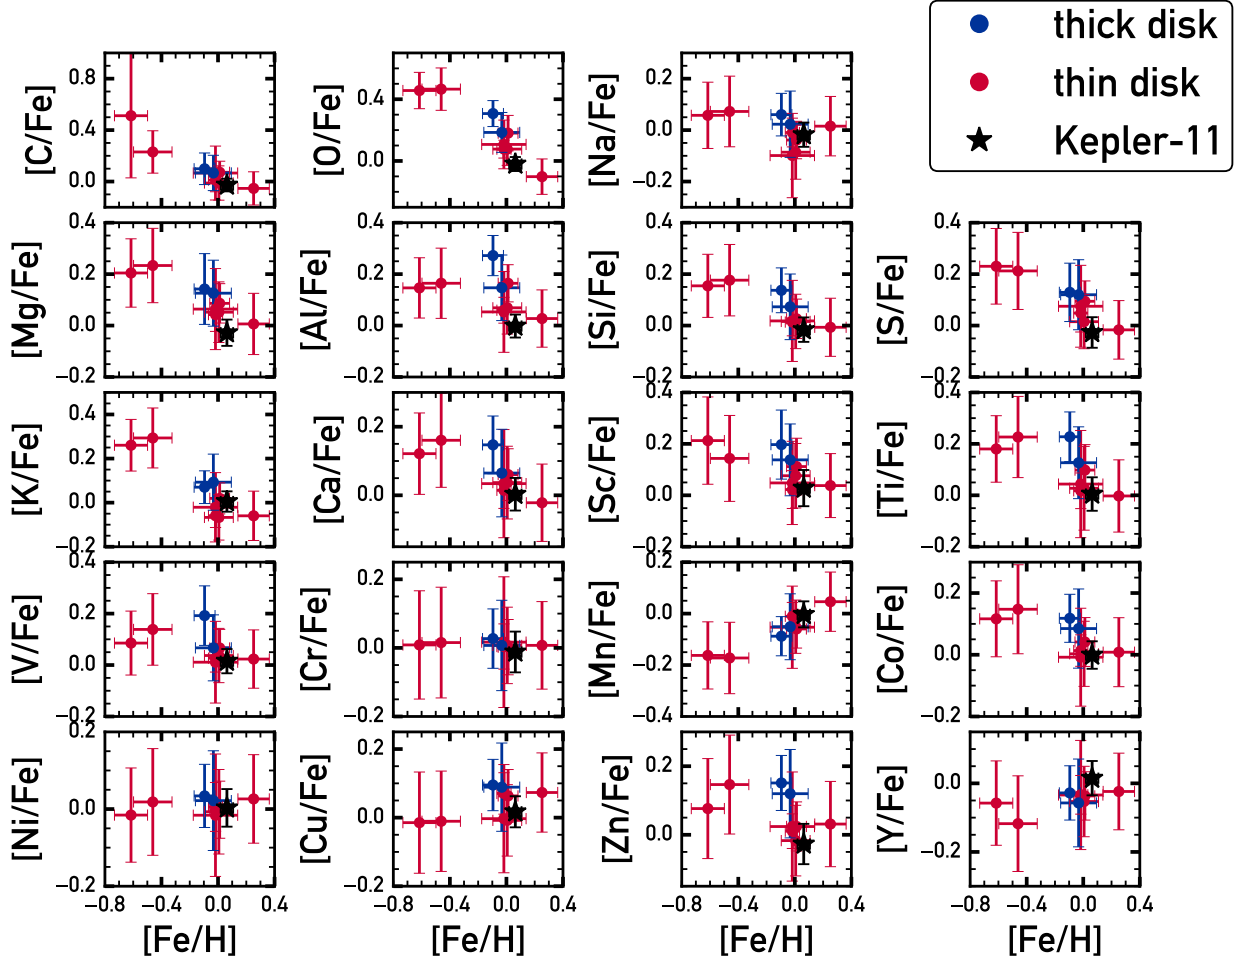 thick disk
thin disk
Kepler-11
[C/Fe] 0.8 0.4 0.0
[O/Fe] 0.4 0.0
[Na/Fe] 0.2 0.0 −0.2
[Mg/Fe] 0.4 0.2 0.0 −0.2
[Al/Fe] 0.4 0.2 0.0 −0.2
[Si/Fe] 0.4 0.2 0.0 −0.2
[S/Fe] 0.4 0.2 0.0 −0.2
[K/Fe] 0.4 0.2 0.0 −0.2
[Ca/Fe] 0.2 0.0
[Sc/Fe] 0.4 0.2 0.0 −0.2
[Ti/Fe] 0.4 0.2 0.0 −0.2
[V/Fe] 0.4 0.2 0.0 −0.2
[Cr/Fe] 0.2 0.0 −0.2
[Mn/Fe] 0.2 0.0 −0.2 −0.4
[Co/Fe] 0.2 0.0 −0.2
[Ni/Fe] 0.2 0.0 −0.2
[Cu/Fe] 0.2 0.0 −0.2
[Zn/Fe] 0.2 0.0
[Y/Fe] 0.0 −0.2
−0.8 −0.4 0.0 0.4
−0.8 −0.4 0.0 0.4
−0.8 −0.4 0.0 0.4
−0.8 −0.4 0.0 0.4
[Fe/H]
[Fe/H]
[Fe/H]
[Fe/H]